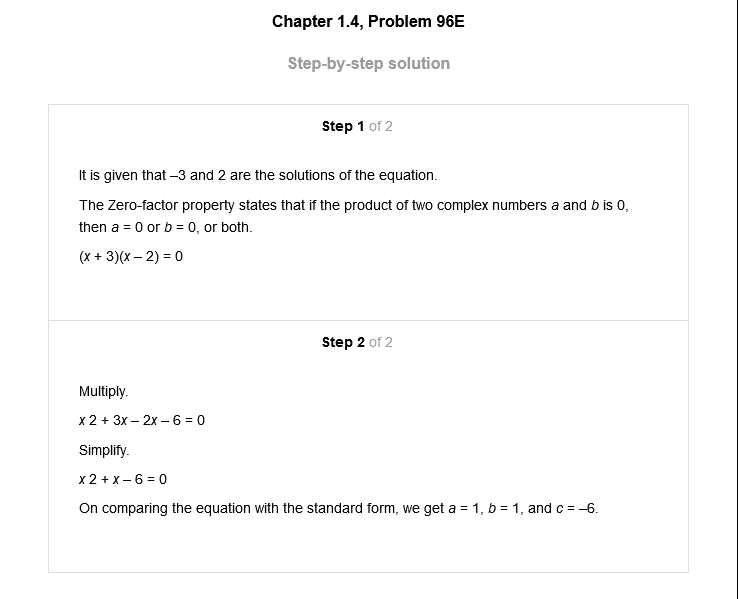 Chapter 1.4, Problem 96E
Step-by-step solution
Step 1 of 2
It is given that –3 and 2 are the solutions of the equation.
The Zero-factor property states that if the product of two complex numbers a and b is 0,
then a = 0 or b = 0, or both.
(x + 3)(x – 2) = 0
Step 2 of 2
Multiply.
x 2 + 3x – 2x – 6 = 0
Simplify.
x 2 + x – 6 = 0
On comparing the equation with the standard form, we get a = 1, b = 1, and c = –6.